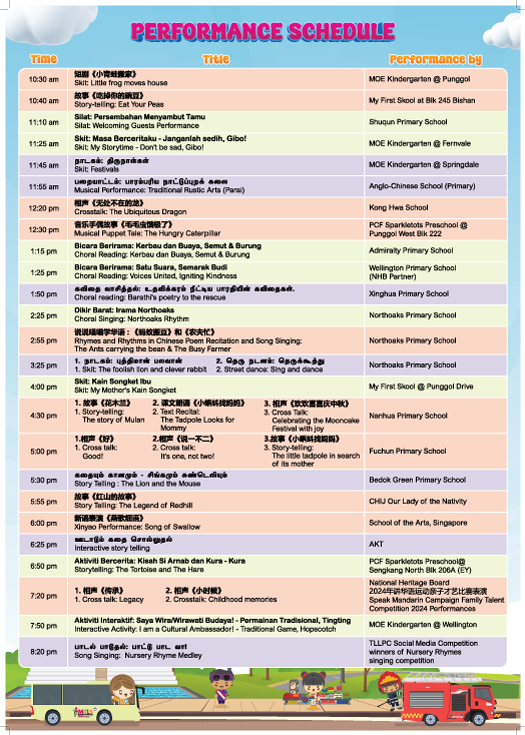 PERFORMANCE SCHEDULE
Time Title Performance by
10:30 am 短剧《小青蛙搬家》 MOE Kindergarten @ Punggol
Skit: Little frog moves house
10:40 am 故事《吃掉你的豌豆》 My First Skool at Blk 245 Bishan
Story-telling: Eat Your Peas
11:10 am Silat: Persembahan Menyambut Tamu Shuqun Primary School
Silat: Welcoming Guests Performance
11:25 am Skit: Masa Berceritaku - Janganlah sedih, Gibo! MOE Kindergarten @ Fernvale
Skit: My Storytime - Don't be sad, Gibo!
11:45 am நாடகம்: திருநாள்கள் MOE Kindergarten @ Springdale
Skit: Festivals
11:55 am பறையாட்டம்: பாரம்பரிய நாட்டுப்புறக் கலை Anglo-Chinese School (Primary)
Musical Performance: Traditional Rustic Arts (Parai)
12:20 pm 相声《无处不在的龙》 Kong Hwa School
Crosstalk: The Ubiquitous Dragon
12:30 pm 音乐手偶故事《毛毛虫饿极了》 PCF Sparkletots Preschool @
Musical Puppet Tale: The Hungry Caterpillar Punggol West Blk 222
1:15 pm Bicara Berirama: Kerbau dan Buaya, Semut & Burung Admiralty Primary School
Choral Reading: Kerbau dan Buaya, Semut & Burung
1:25 pm Bicara Berirama: Satu Suara, Semarak Budi Wellington Primary School
Choral Reading: Voices United, Igniting Kindness (NHB Partner)
1:50 pm கவிதை வாசித்தல்: உதவிக்கரம் நீட்டிய பாரதியின் கவிதைகள். Xinghua Primary School
Choral reading: Barathi's poetry to the rescue
2:25 pm Dikir Barat: Irama Northoaks Northoaks Primary School
Choral Singing: Northoaks Rhythm
2:55 pm 说说唱唱学华语：《蚂蚁搬豆》和《农夫忙》 Northoaks Primary School
Rhymes and Rhythms in Chinese Poem Recitation and Song Singing:
The Ants carrying the bean & The Busy Farmer
3:25 pm 1. நாடகம்: புத்திமான் பலவான் 2. தெரு நடனம்: தெருக்கூத்து Northoaks Primary School
1. Skit: The foolish lion and clever rabbit 2. Street dance: Sing and dance
4:00 pm Skit: Kain Songket Ibu My First Skool @ Punggol Drive
Skit: My Mother's Kain Songket
4:30 pm 1. 故事《花木兰》 2. 课文朗诵《小蝌蚪找妈妈》 3. 相声《欢欢喜喜庆中秋》 Nanhua Primary School
1. Story-telling: 2. Text Recital: 3. Cross Talk:
The story of Mulan The Tadpole Looks for Celebrating the Mooncake
Mommy Festival with joy
5:00 pm 1.相声《好》 2.相声《说一不二》 3.故事《小蝌蚪找妈妈》 Fuchun Primary School
1. Cross talk: 2. Cross talk: 3. Story-telling:
Good! It's one, not two! The little tadpole in search
of its mother
5:30 pm கதையும் கானமும் - சிங்கமும் சுண்டெலியும் Bedok Green Primary School
Story Telling : The Lion and the Mouse
5:55 pm 故事《红山的故事》 CHIJ Our Lady of the Nativity
Story Telling: The Legend of Redhill
6:00 pm 新谣表演《燕歌细语》 School of the Arts, Singapore
Xinyao Performance: Song of Swallow
6:25 pm ஊடாடும் கதை சொல்லுதல் AKT
Interactive story telling
6:50 pm Aktiviti Bercerita: Kisah Si Arnab dan Kura - Kura PCF Sparkletots Preschool@
Storytelling: The Tortoise and The Hare Sengkang North Blk 206A (EY)
7:20 pm 1. 相声《传承》 2. 相声《小时候》 National Heritage Board
1. Cross talk: Legacy 2. Crosstalk: Childhood memories 2024年讲华语运动亲子才艺比赛表演
Speak Mandarin Campaign Family Talent
Competition 2024 Performances
7:50 pm Aktiviti Interaktif: Saya Wira/Wirawati Budaya! - Permainan Tradisional, Tingting MOE Kindergarten @ Wellington
Interactive Activity: I am a Cultural Ambassador! - Traditional Game, Hopscotch
8:20 pm பாடல் பாடுதல்: பாட்டு பாட வா! TLLPC Social Media Competition
Song Singing: Nursery Rhyme Medley winners of Nursery Rhymes
singing competition